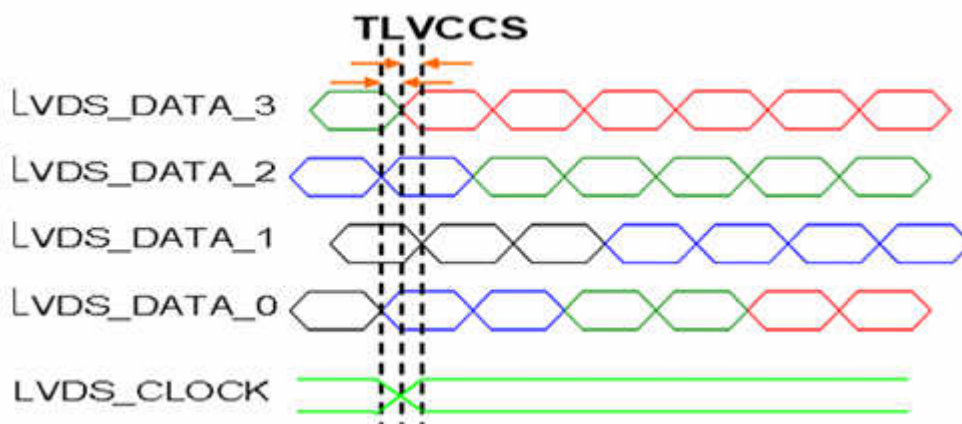 TLVCCS
LVDS_DATA_3
LVDS_DATA_2
LVDS_DATA_1
LVDS_DATA_0
LVDS_CLOCK